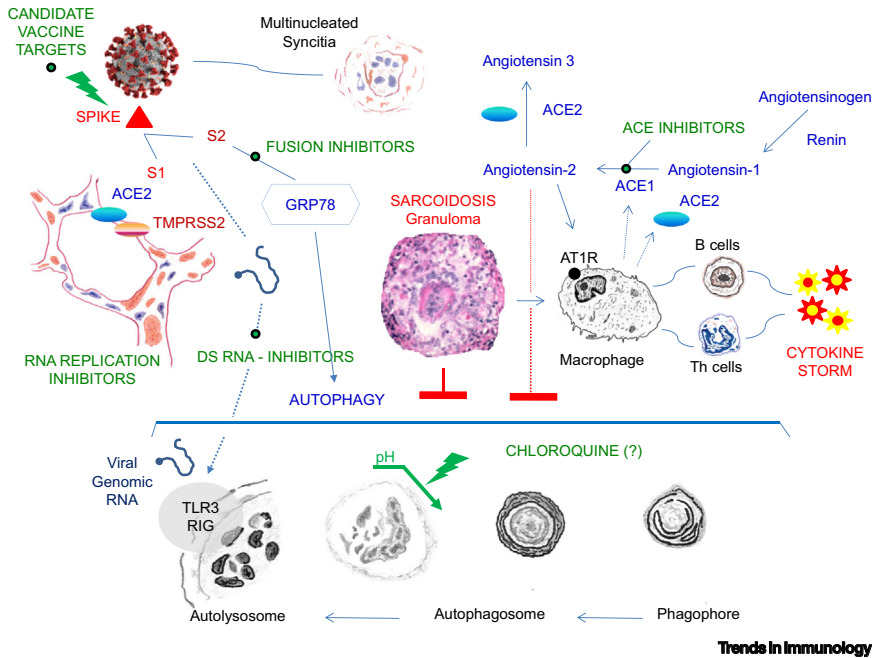 CANDIDATE
VACCINE
TARGETS
Multinucleated
Syncitia
SPIKE
S2
S1
FUSION INHIBITORS
ACE2
TMPRSS2
GRP78
RNA REPLICATION
INHIBITORS
DS RNA - INHIBITORS
AUTOPHAGY
SARCOIDOSIS
Granuloma
Angiotensin 3
ACE2
Angiotensinogen
Renin
ACE INHIBITORS
Angiotensin-2
Angiotensin-1
ACE1
ACE2
AT1R
Macrophage
B cells
Th cells
CYTOKINE
STORM
Viral
Genomic
RNA
TLR3
RIG
pH
CHLOROQUINE (?)
Autolysosome
Autophagosome
Phagophore
Trends in Immunology